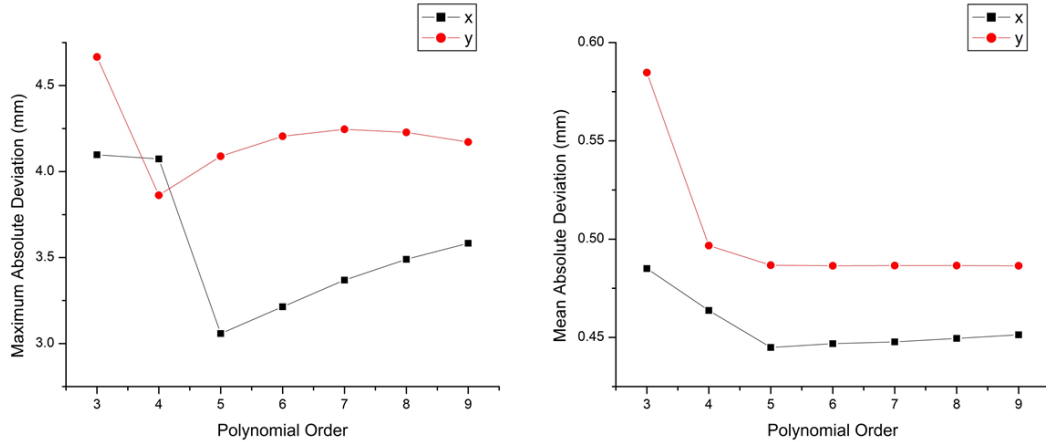 x
y
4.5
4.0
3.5
3.0
Maximum Absolute Deviation (mm)
3 4 5 6 7 8 9
Polynomial Order
x
y
0.60
0.55
0.50
0.45
Mean Absolute Deviation (mm)
3 4 5 6 7 8 9
Polynomial Order